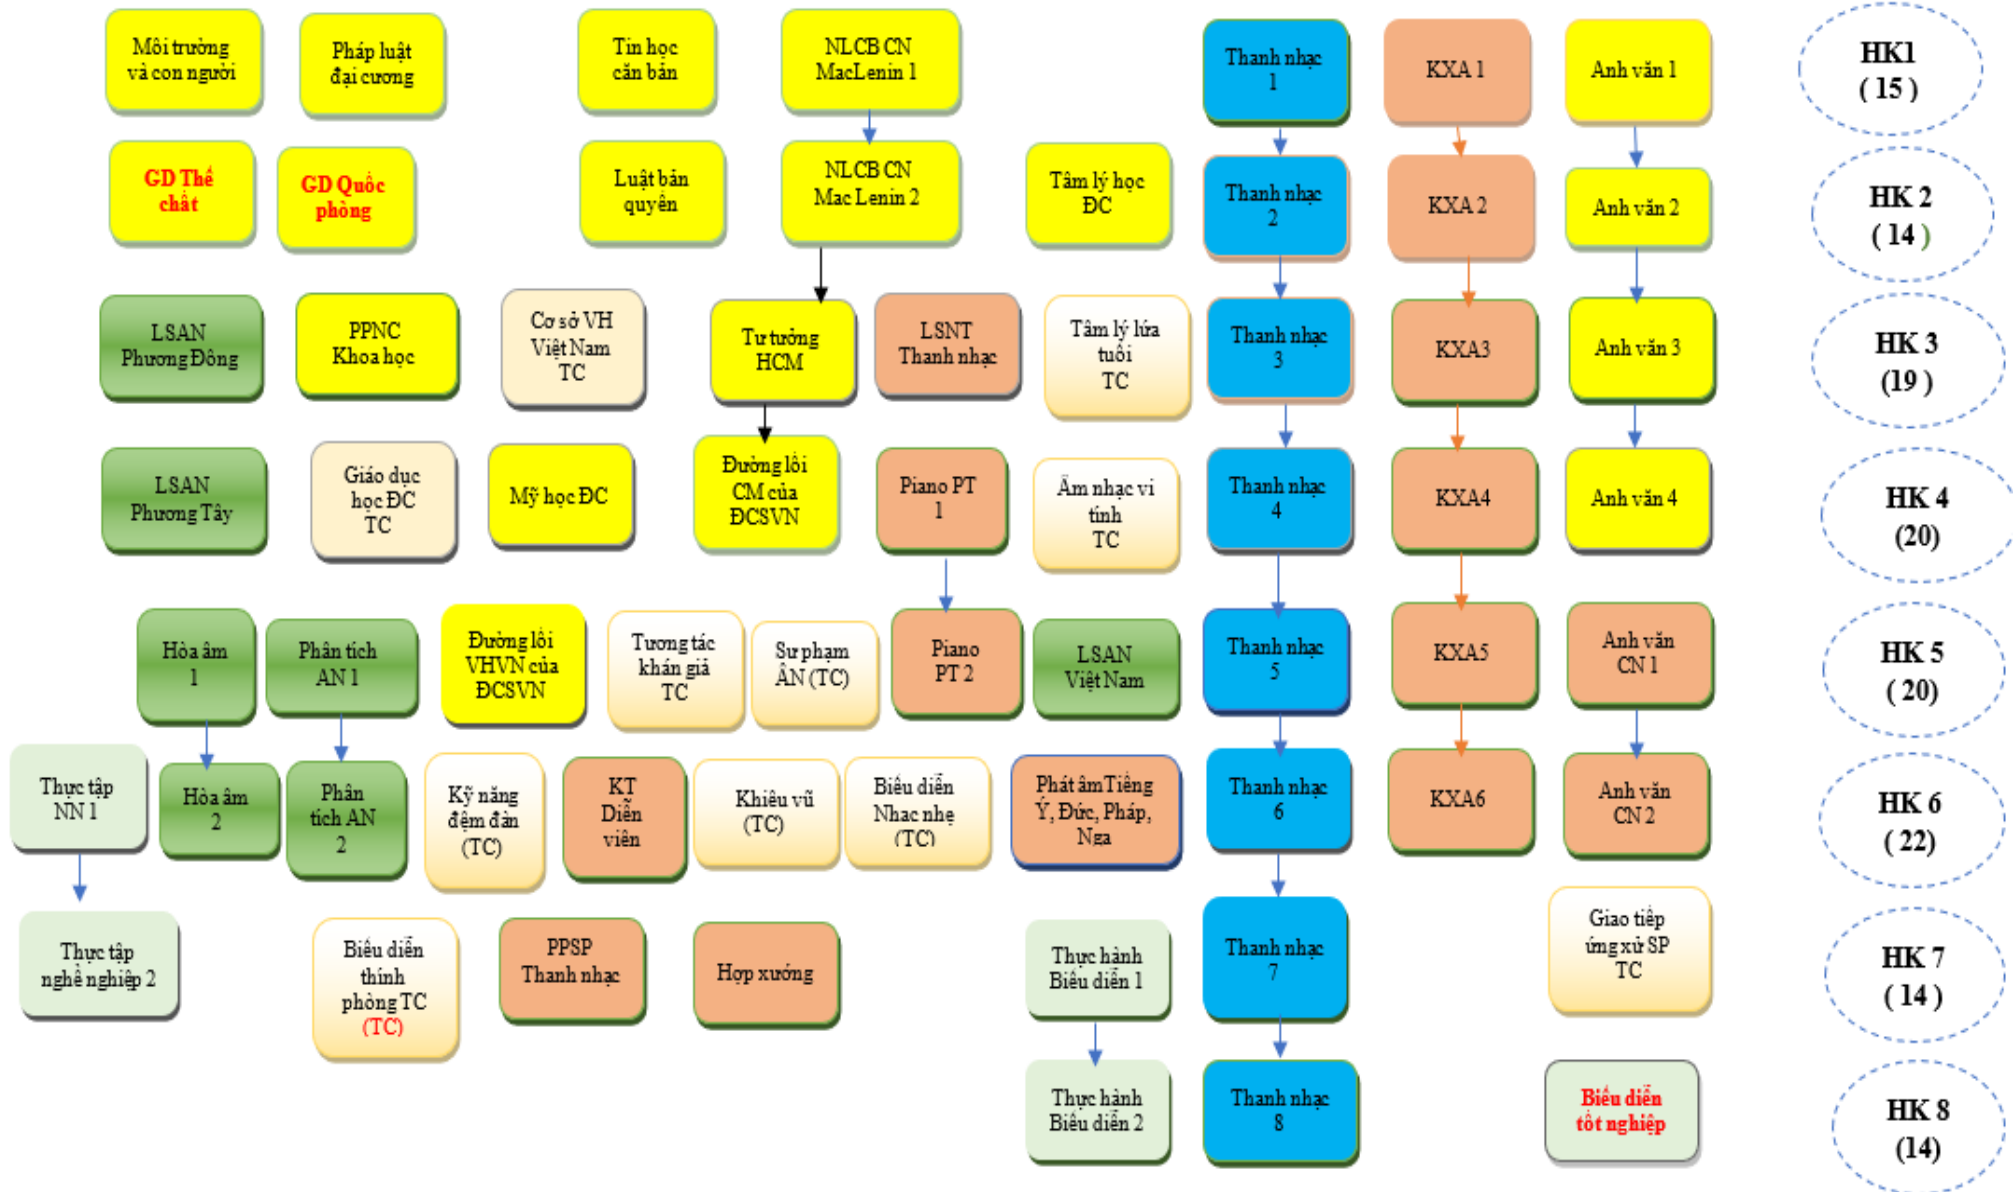 Môi trường
và con người
Pháp luật
đại cương
Tin học
căn bản
NLCB CN
MacLenin 1
Thanh nhạc
1
KXA 1
Anh văn 1
HK1
( 15 )
GD Thể
chất
GD Quốc
phòng
Luật bản
quyền
NLCB CN
Mac Lenin 2
Tâm lý học
ĐC
Thanh nhạc
2
KXA 2
Anh văn 2
HK 2
( 14 )
LSAN
Phương Đông
PPNC
Khoa học
Cơ sở VH
Việt Nam
TC
Tư tưởng
HCM
LSNT
Thanh nhạc
Tâm lý lứa
tuổi
TC
Thanh nhạc
3
KXA3
Anh văn 3
HK 3
(19 )
LSAN
Phương Tây
Giáo dục
học ĐC
TC
Mỹ học ĐC
Đường lối
CM của
ĐCSVN
Piano PT
1
Âm nhạc vi
tính
TC
Thanh nhạc
4
KXA4
Anh văn 4
HK 4
(20)
Hòa âm
1
Phân tích
AN 1
Đường lối
VHVN của
ĐCSVN
Tương tác
khán giả
TC
Sư phạm
ÂN (TC)
Piano
PT 2
LSAN
Việt Nam
Thanh nhạc
5
KXA5
Anh văn
CN 1
HK 5
( 20)
Thực tập
NN 1
Hòa âm
2
Phân
tích AN
2
Kỹ năng
đệm đàn
(TC)
KT
Diễn
viên
Khiêu vũ
(TC)
Biểu diễn
Nhac nhẹ
(TC)
Phát âm Tiếng
Ý, Đức, Pháp,
Nga
Thanh nhạc
6
KXA6
Anh văn
CN 2
HK 6
( 22)
Thực tập
nghề nghiệp 2
Biểu diễn
thính
phòng TC
(TC)
PPSP
Thanh nhạc
Hợp xướng
Thực hành
Biểu diễn 1
Thanh nhạc
7
Giao tiếp
ứng xử SP
TC
HK 7
( 14 )
Thực hành
Biểu diễn 2
Thanh nhạc
8
Biểu diễn
tốt nghiệp
HK 8
(14)